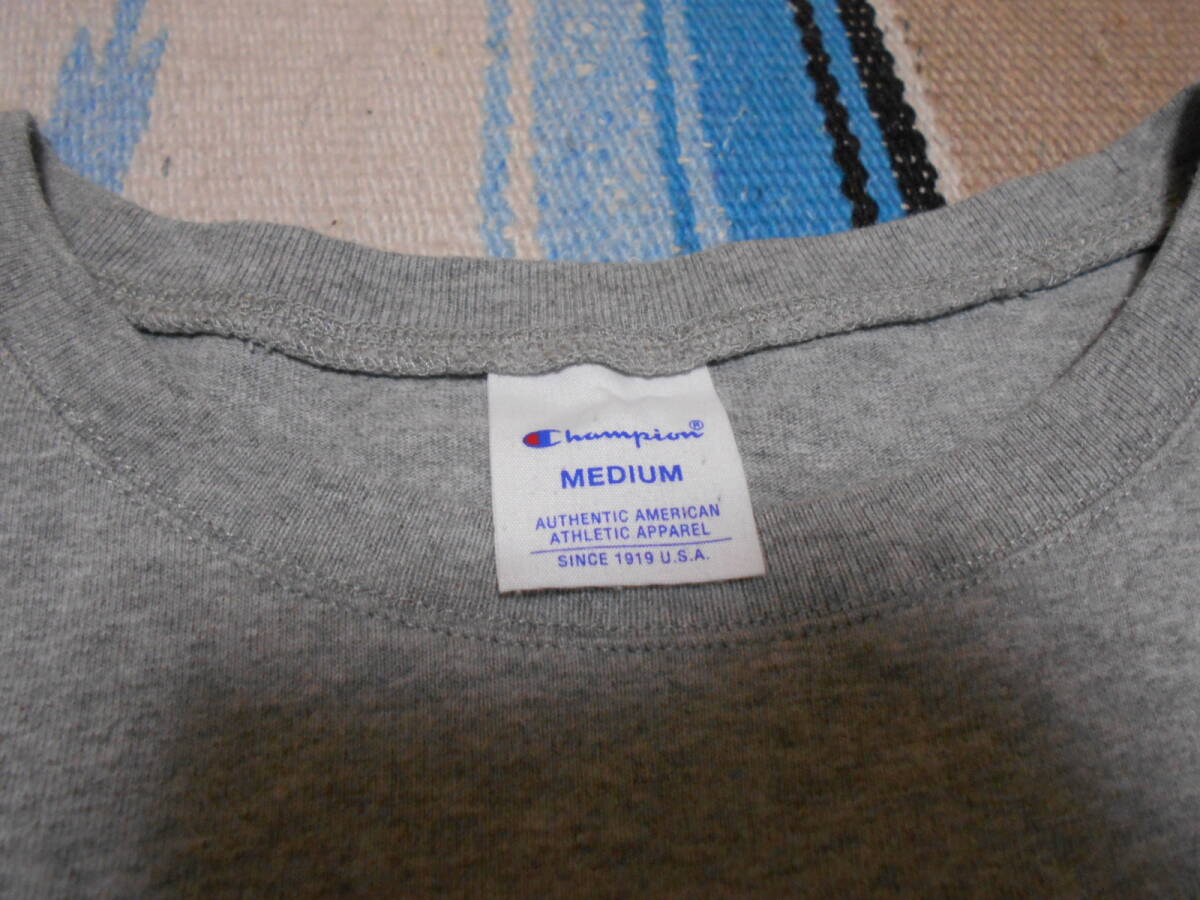 Champion®
MEDIUM
AUTHENTIC AMERICAN
ATHLETIC APPAREL
SINCE 1919 U.S.A.